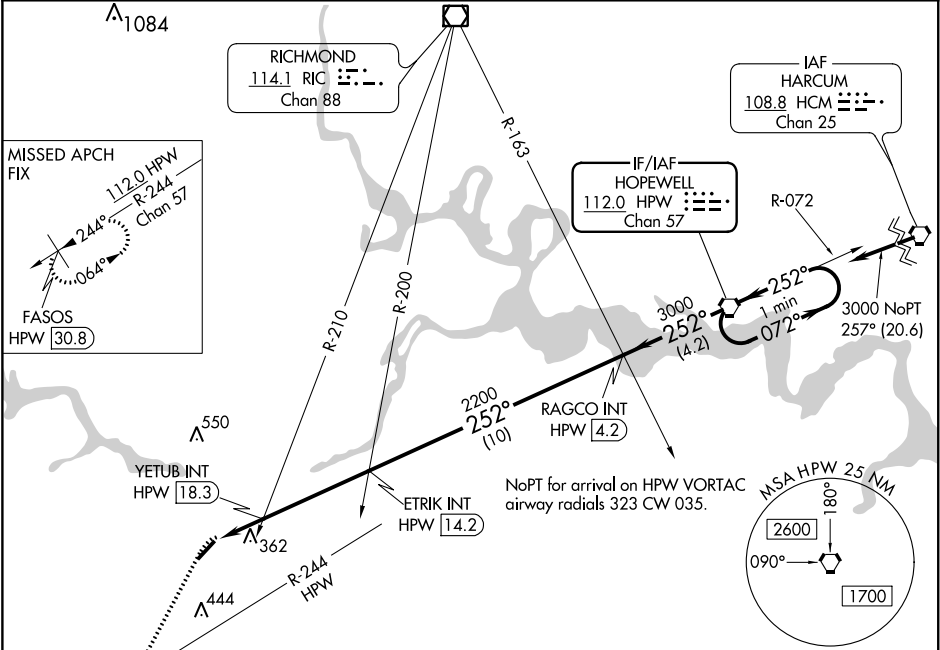 1084
RICHMOND
114.1 RIC
Chan 88
IAF
HARCUM
108.8 HCM
Chan 25
MISSED APCH
FIX
112.0 HPW
R-244
Chan 57
244°
064°
FASOS
HPW 30.8
R-163
IF/IAF
HOPEWELL
112.0 HPW
Chan 57
R-072
252°
1 min
072°
3000 NoPT
257° (20.6)
R-210
R-200
3000
252°
(4.2)
RAGCO INT
HPW 4.2
2200
252°
(10)
550
YETUB INT
HPW 18.3
ETRIK INT
HPW 14.2
NoPT for arrival on HPW VORTAC
airway radials 323 CW 035.
362
R-244
HPW
444
MSA HPW 25 NM
180°
2600
090°
1700